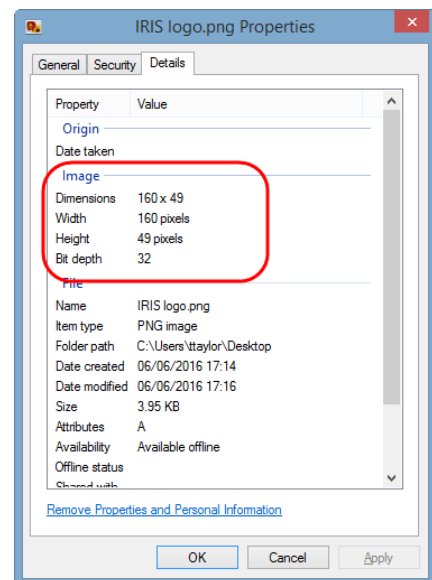 IRIS logo.png Properties
General Security Details
Property Value
Origin
Date taken
Image
Dimensions 160 x 49
Width 160 pixels
Height 49 pixels
Bit depth 32
File
Name IRIS logo.png
Item type PNG image
Folder path C:\Users\ttaylor\Desktop
Date created 06/06/2016 17:14
Date modified 06/06/2016 17:16
Size 3.95 KB
Attributes A
Availability Available offline
Offline status
Shared with
Remove Properties and Personal Information
OK Cancel Apply